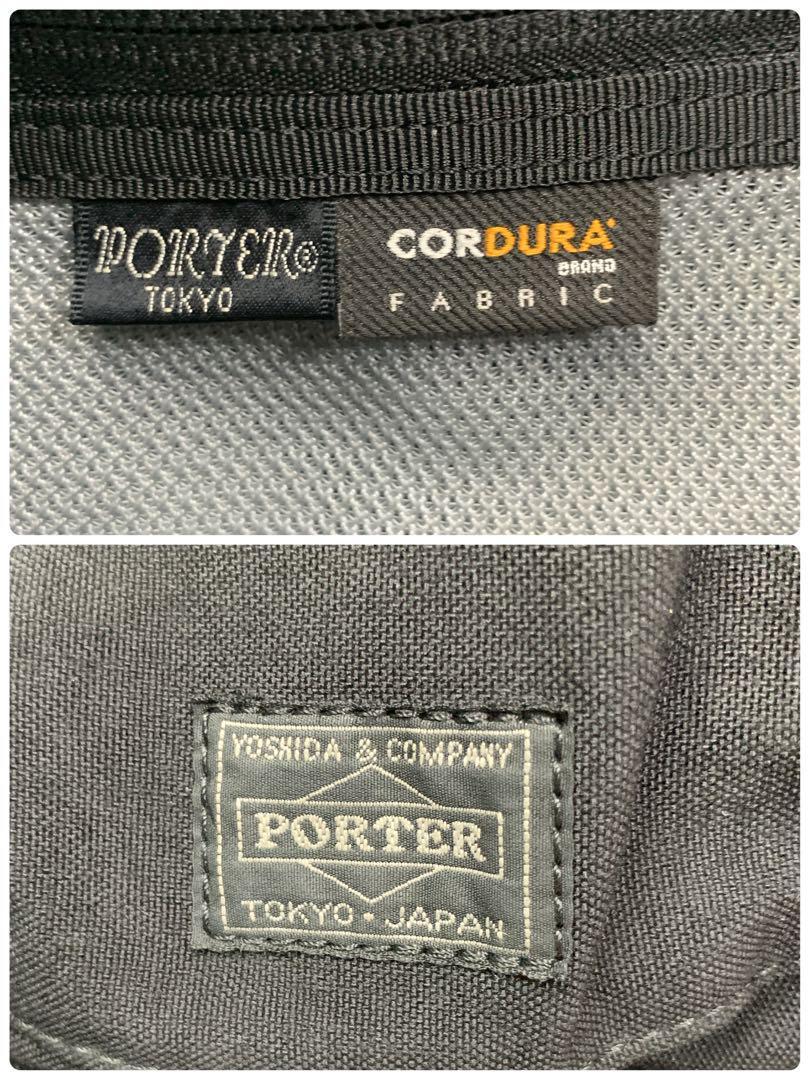 PORTER®
TOKYO
CORDURA®
BRAND
FABRIC
YOSHIDA & COMPANY
PORTER
TOKYO・JAPAN